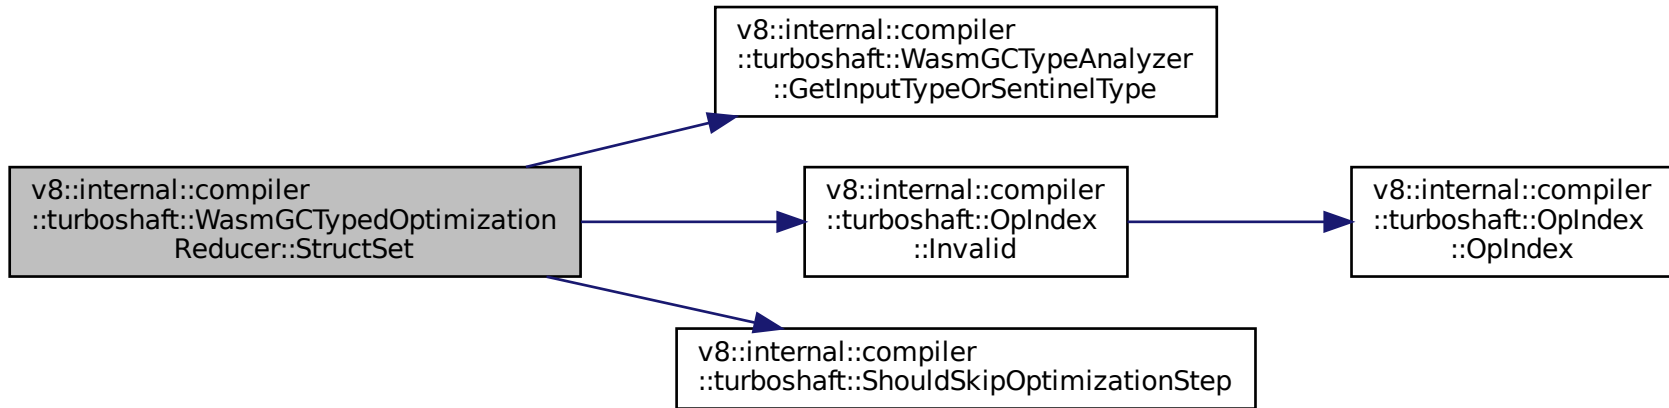 v8::internal::compiler
::turboshaft::WasmGCTypeAnalyzer
::GetInputTypeOrSentinelType
v8::internal::compiler
::turboshaft::WasmGCTypedOptimization
Reducer::StructSet
v8::internal::compiler
::turboshaft::OpIndex
::Invalid
v8::internal::compiler
::turboshaft::OpIndex
::OpIndex
v8::internal::compiler
::turboshaft::ShouldSkipOptimizationStep